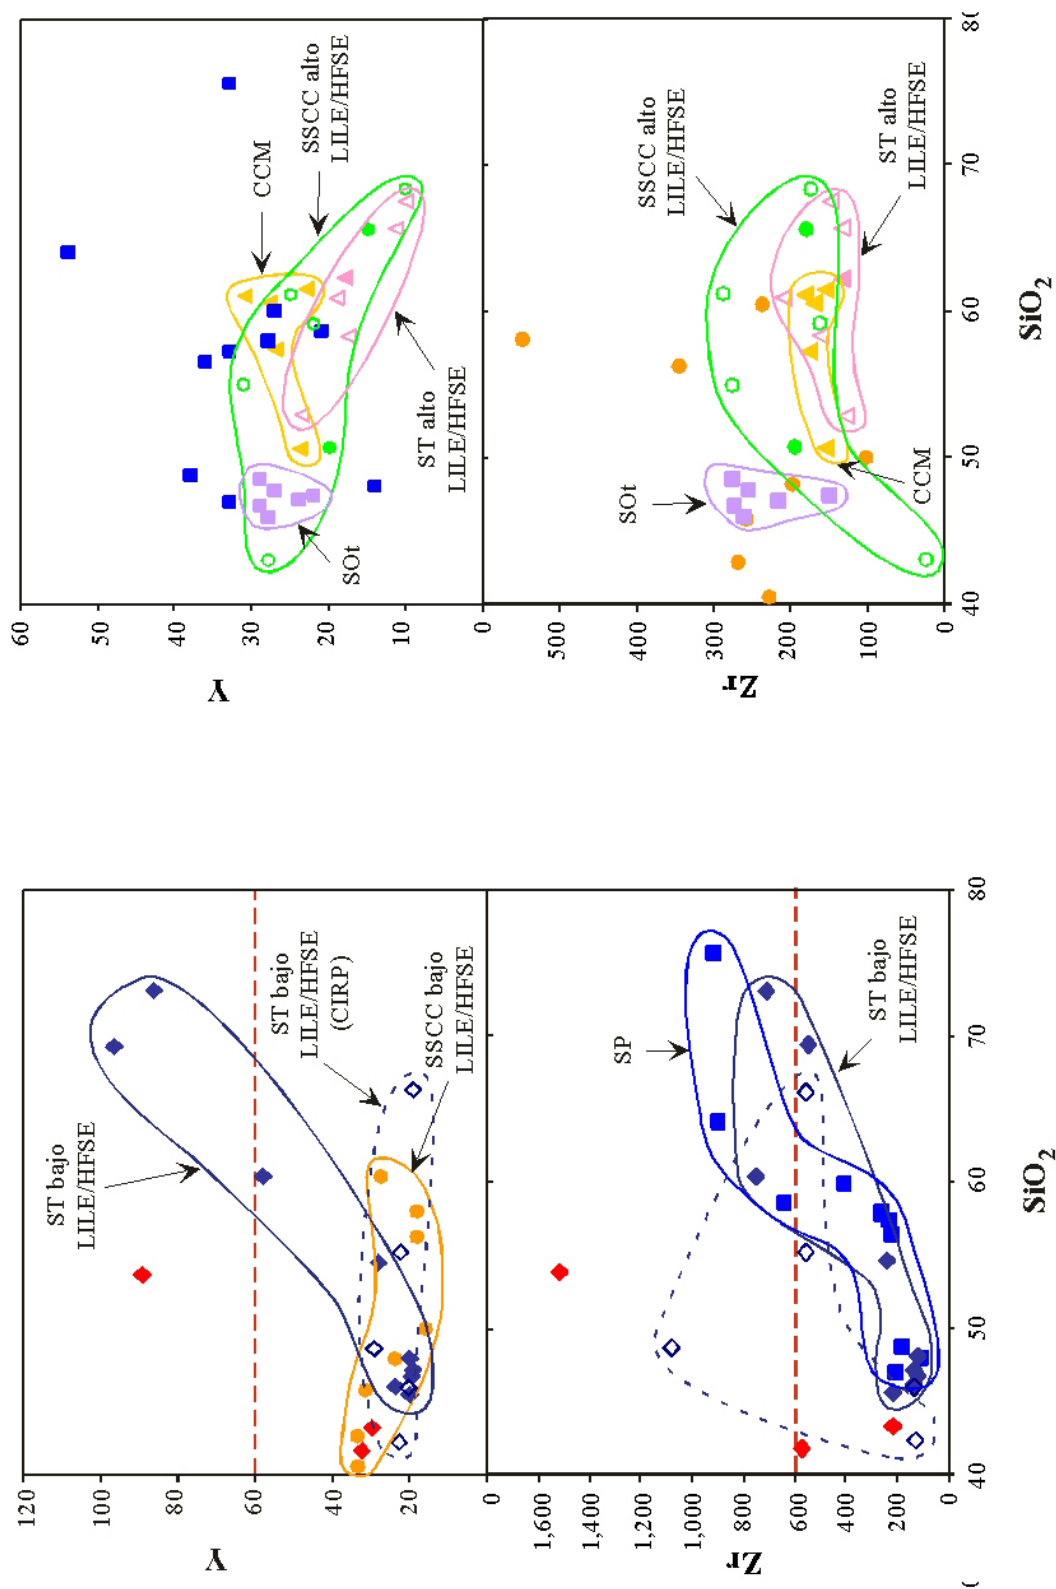 Y
120
100
80
60
40
20
0
ST bajo
LILE/HFSE
ST bajo
LILE/HFSE
(CIRP)
SSCC bajo
LILE/HFSE
Zr
1,600
1,400
1,200
1,000
800
600
400
200
0
SP
ST bajo
LILE/HFSE
40
50
60
70
80
SiO2
Y
60
50
40
30
20
10
0
SOt
ST alto
LILE/HFSE
CCM
SSCC alto
LILE/HFSE
Zr
500
400
300
200
100
0
SOt
CCM
SSCC alto
LILE/HFSE
ST alto
LILE/HFSE
40
50
60
70
SiO2